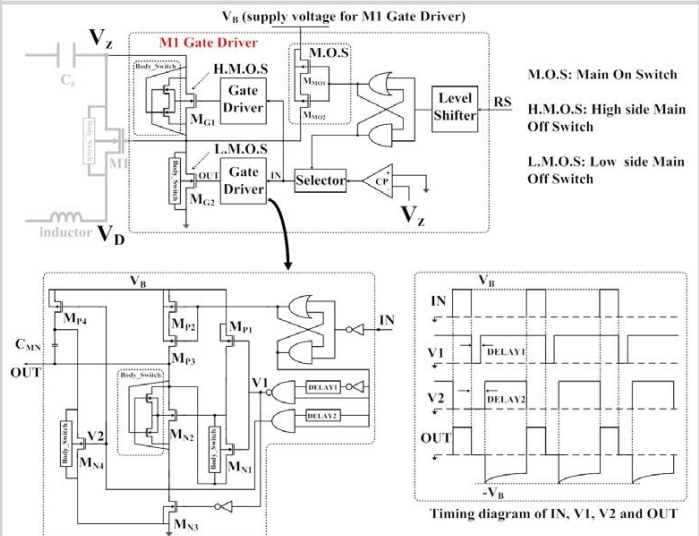 V_B (supply voltage for M1 Gate Driver)
V_Z
M1 Gate Driver
M.O.S
Body_Switch
H.M.O.S
C_z
Gate
Driver
M_MO1
M_MO2
Level
Shifter
RS
M_G1
M.O.S: Main On Switch
H.M.O.S: High side Main
Off Switch
L.M.O.S: Low side Main
Off Switch
Body_Switch
M1
L.M.O.S
Body_Switch
OUT
Gate
Driver
IN
Selector
CP
M_G2
V_Z
inductor
V_D
V_B
M_P4
M_P2
M_P1
IN
C_MN
M_P3
OUT
Body_Switch
V1
DELAY1
DELAY2
Body_Switch
V2
M_N2
Body_Switch
M_N4
M_N1
M_N3
V_B
IN
V1
DELAY1
V2
DELAY2
OUT
-V_B
Timing diagram of IN, V1, V2 and OUT